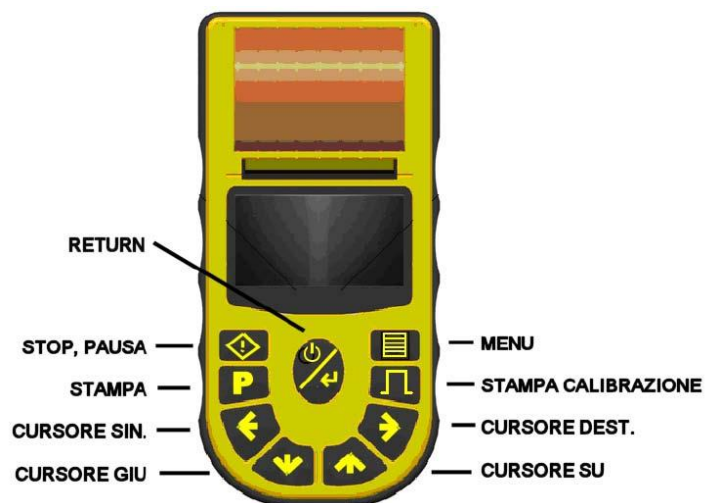 RETURN
STOP, PAUSA
MENU
P
STAMPA
STAMPA CALIBRAZIONE
CURSORE SIN.
CURSORE DEST.
CURSORE GIU
CURSORE SU